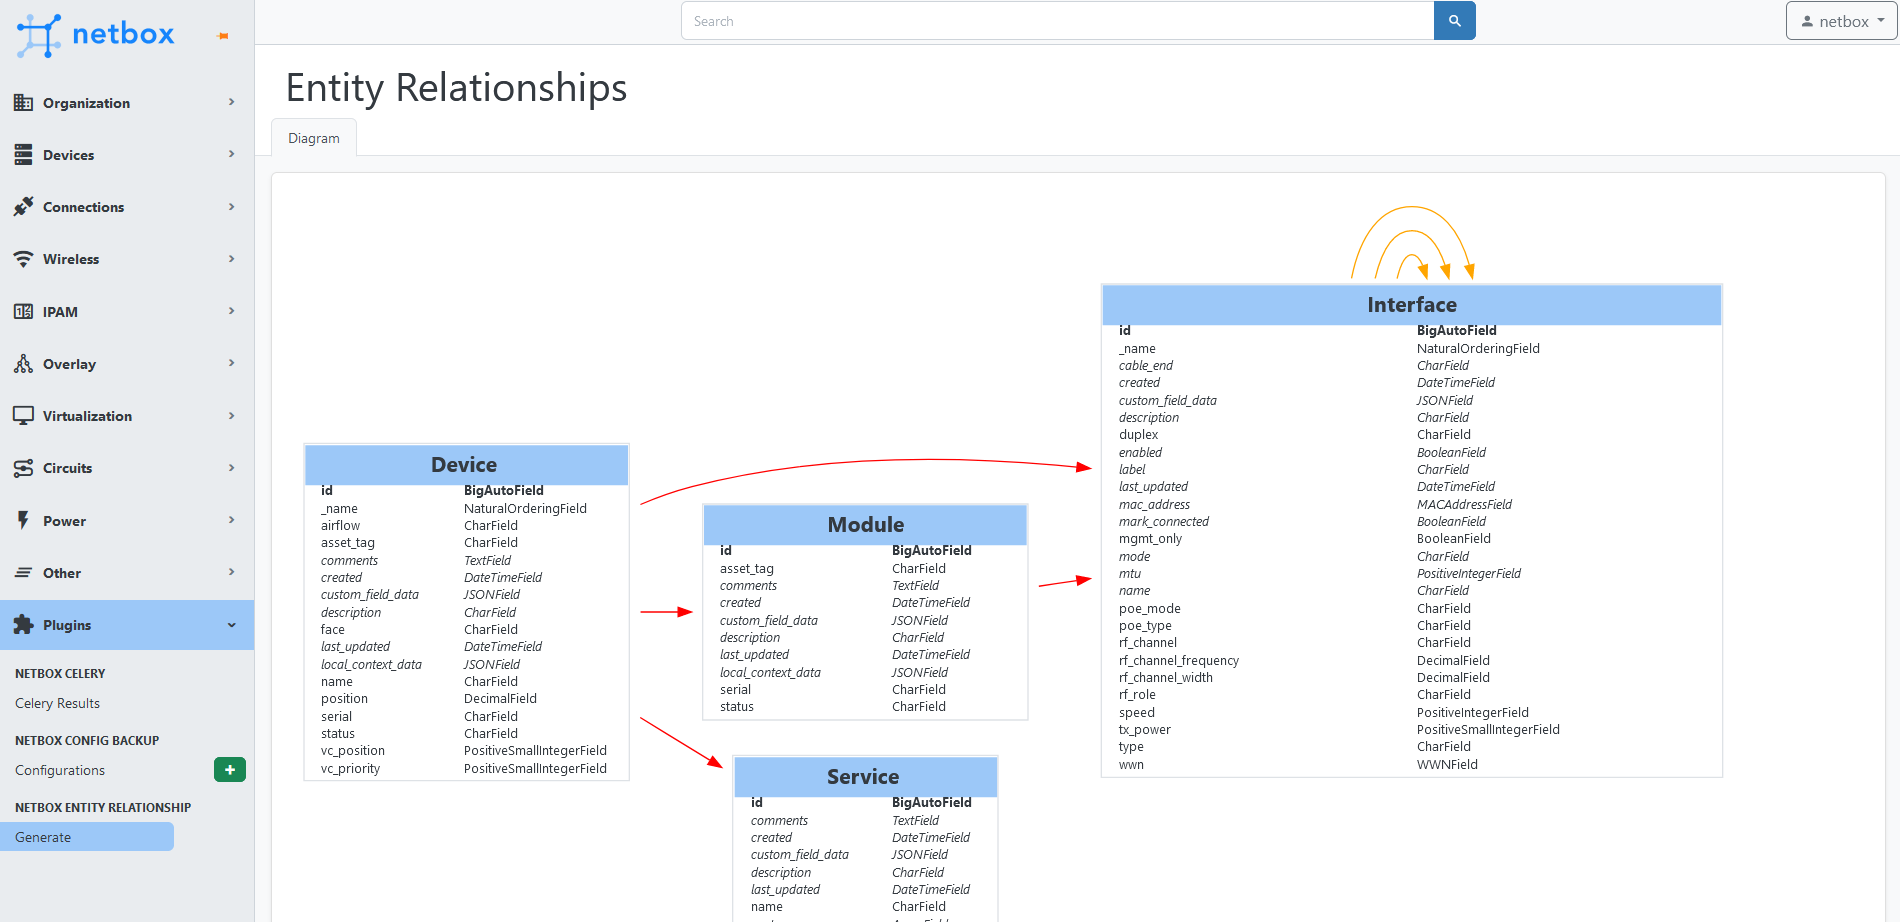 netbox
Search
netbox
Organization
Devices
Connections
Wireless
IPAM
Overlay
Virtualization
Circuits
Power
Other
Plugins
NETBOX CELERY
Celery Results
NETBOX CONFIG BACKUP
Configurations
NETBOX ENTITY RELATIONSHIP
Generate
Entity Relationships
Diagram
Device
id BigAutoField
_name NaturalOrderingField
airflow CharField
asset_tag CharField
comments TextField
created DateTimeField
custom_field_data JSONField
description CharField
face CharField
last_updated DateTimeField
local_context_data JSONField
name CharField
position DecimalField
serial CharField
status CharField
vc_position PositiveSmallIntegerField
vc_priority PositiveSmallIntegerField
Module
id BigAutoField
asset_tag CharField
comments TextField
created DateTimeField
custom_field_data JSONField
description CharField
last_updated DateTimeField
local_context_data JSONField
serial CharField
status CharField
Service
id BigAutoField
comments TextField
created DateTimeField
custom_field_data JSONField
description CharField
last_updated DateTimeField
name CharField
Interface
id BigAutoField
_name NaturalOrderingField
cable_end CharField
created DateTimeField
custom_field_data JSONField
description CharField
duplex CharField
enabled BooleanField
label CharField
last_updated DateTimeField
mac_address MACAddressField
mark_connected BooleanField
mgmt_only BooleanField
mode CharField
mtu PositiveIntegerField
name CharField
poe_mode CharField
poe_type CharField
rf_channel CharField
rf_channel_frequency DecimalField
rf_channel_width DecimalField
rf_role CharField
speed PositiveIntegerField
tx_power PositiveSmallIntegerField
type CharField
wwn WWNField